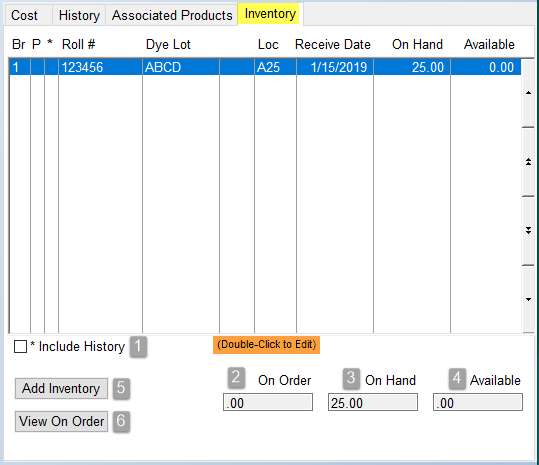 Cost History Associated Products Inventory
Br P * Roll # Dye Lot Loc Receive Date On Hand Available
1 123456 ABCD A25 1/15/2019 25.00 0.00
* Include History 1 (Double-Click to Edit)
Add Inventory 5 2 On Order 3 On Hand 4 Available
View On Order 6 .00 25.00 .00